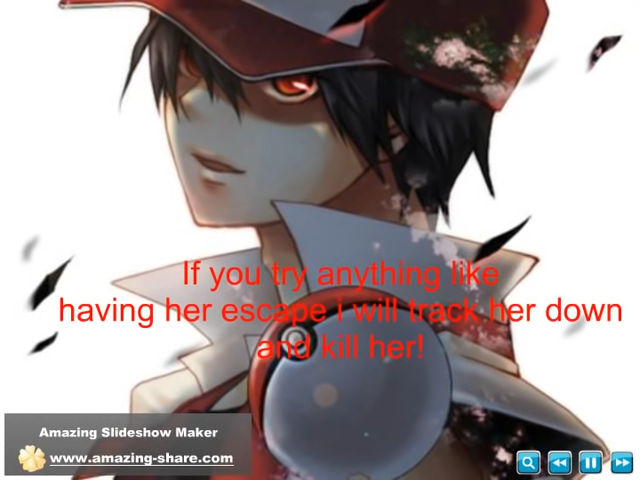 If you try anything like
having her escape i will track her down
and kill her!
Amazing Slideshow Maker
www.amazing-share.com